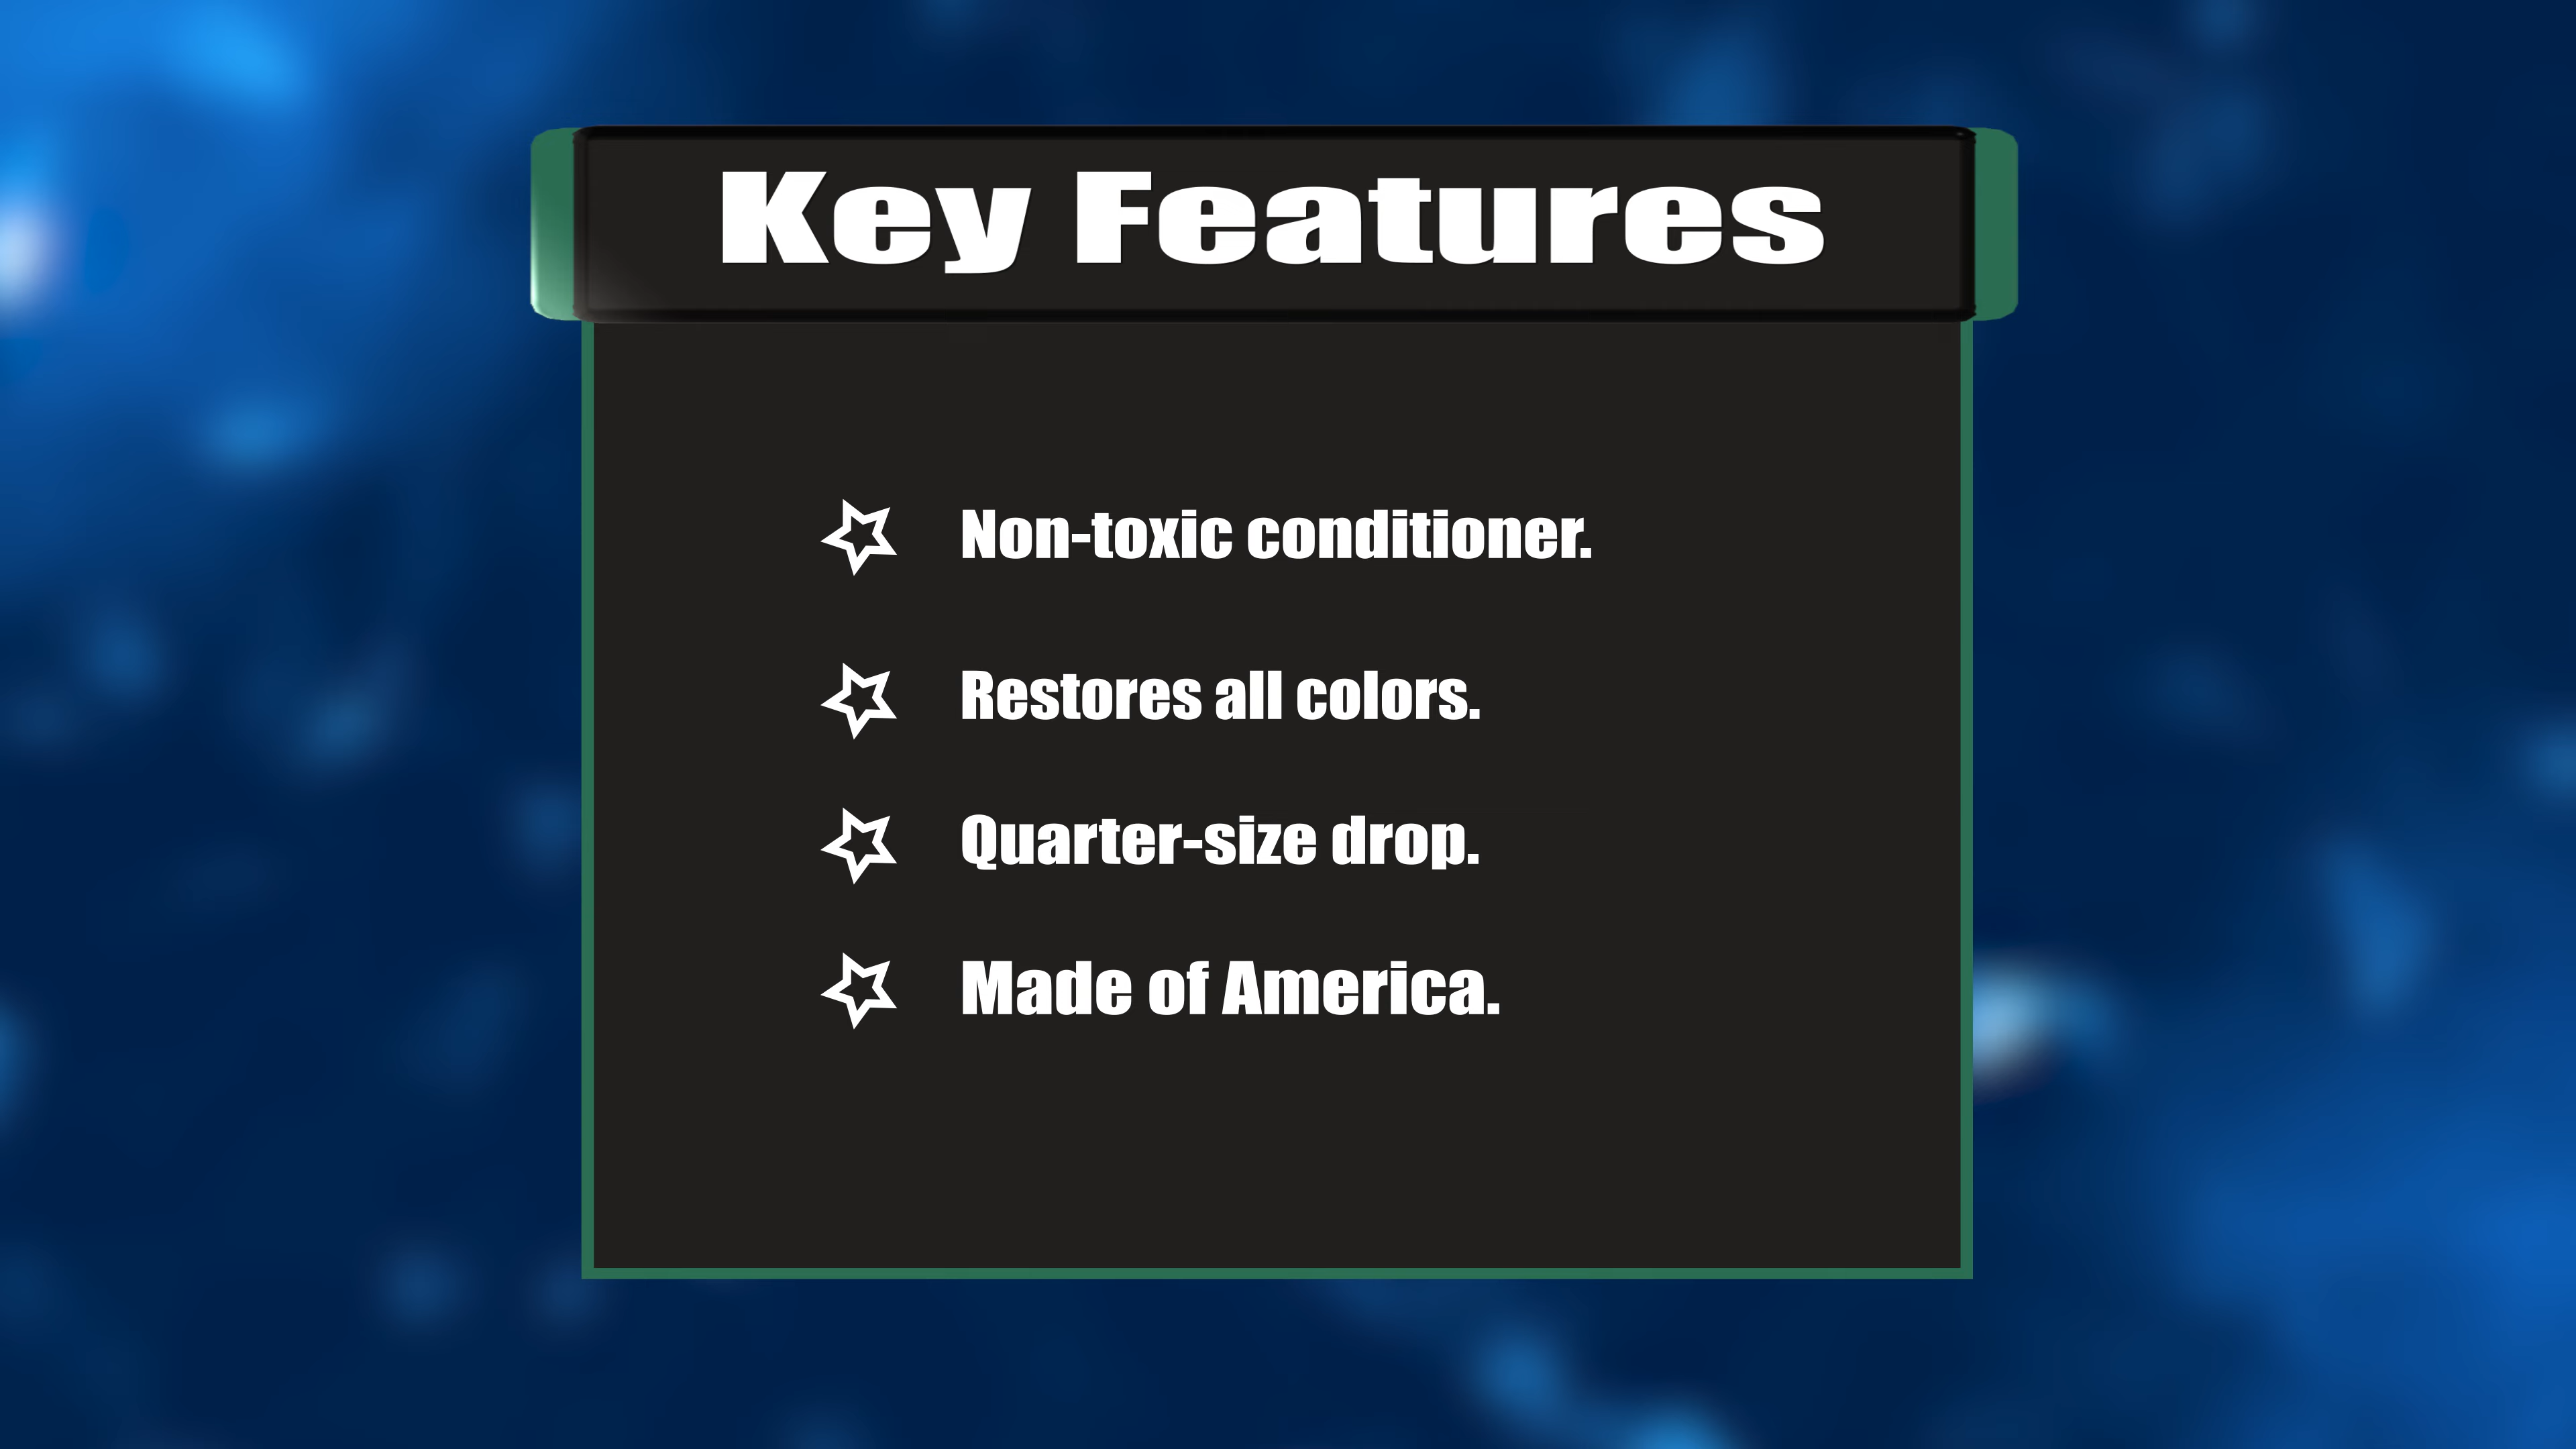 Key Features
Non-toxic conditioner.
Restores all colors.
Quarter-size drop.
Made of America.